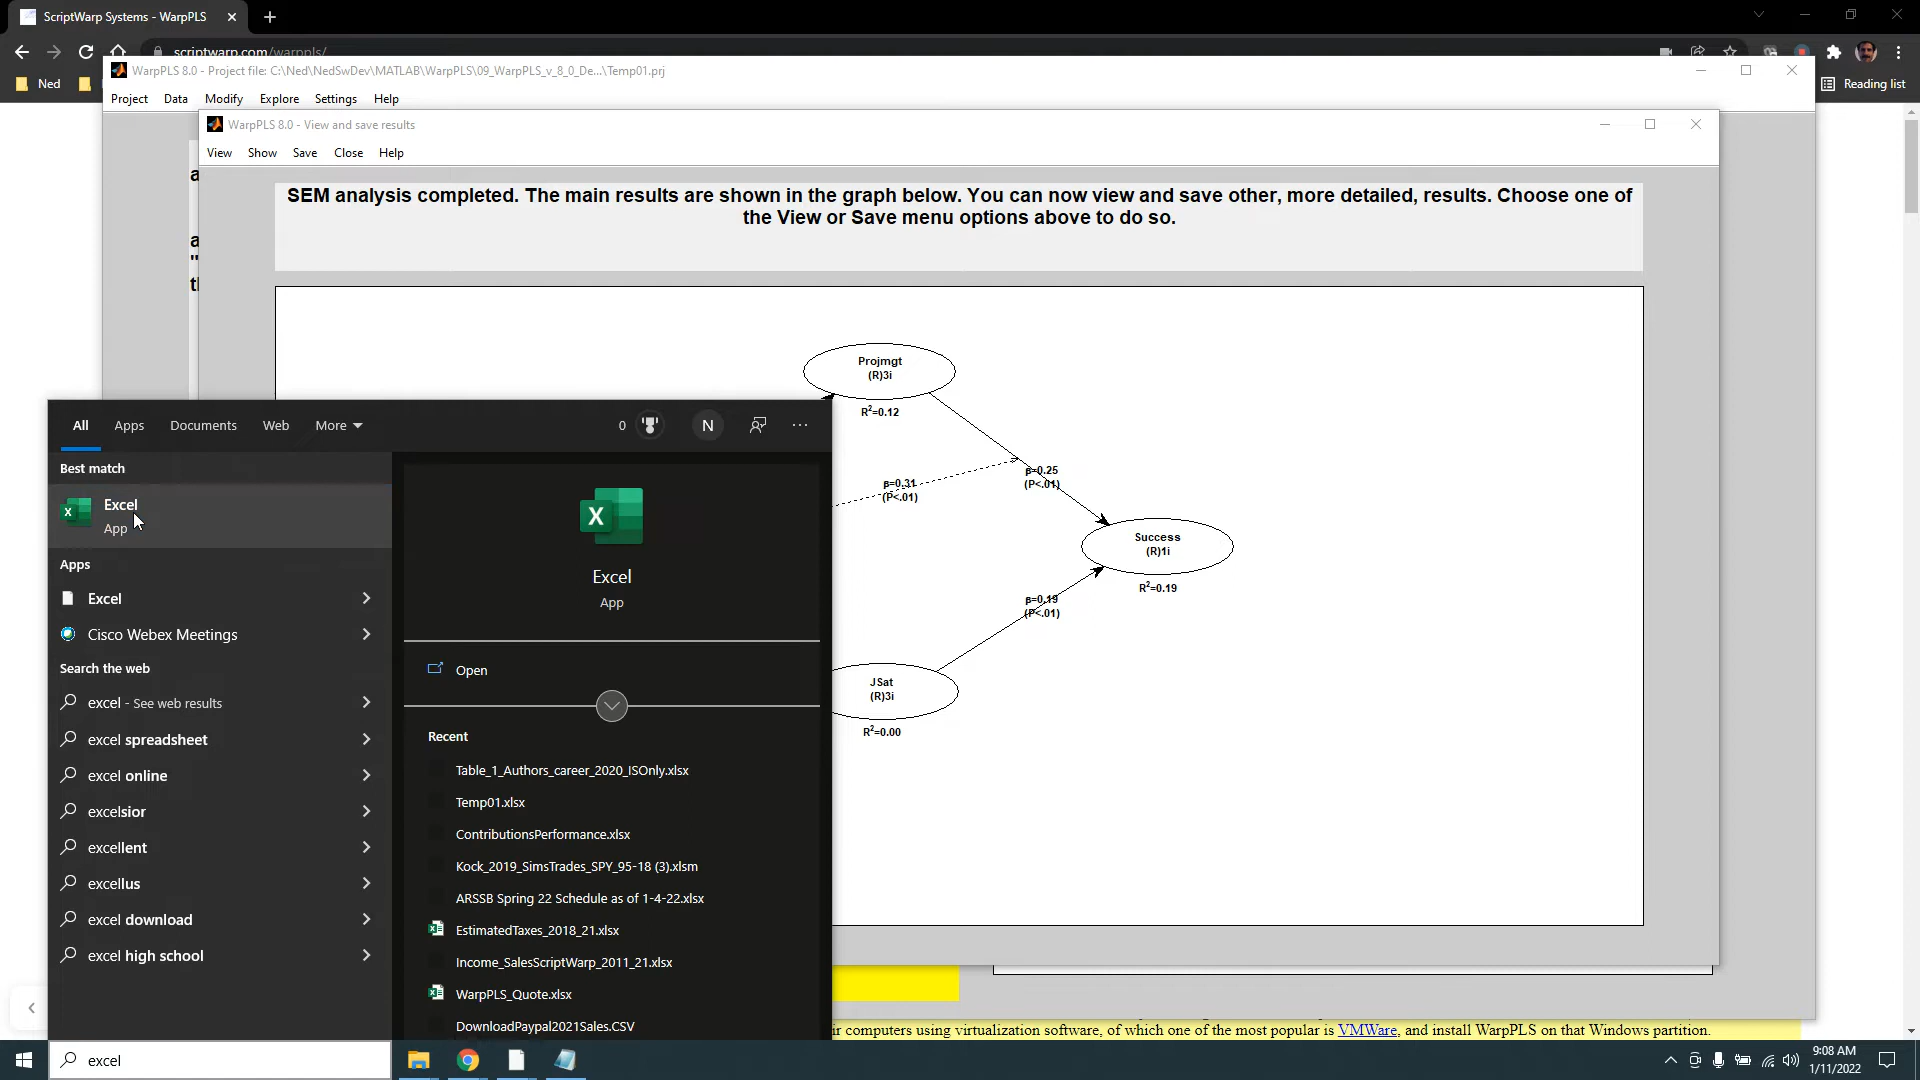 ScriptWarp Systems - WarpPLS
scriptwarp.com/warppls/
Ned
Reading list
WarpPLS 8.0 - Project file: C:\Ned\NedSwDev\MATLAB\WarpPLS\09_WarpPLS_v_8_0_De...\Temp01.prj
Project Data Modify Explore Settings Help
WarpPLS 8.0 - View and save results
View Show Save Close Help
SEM analysis completed. The main results are shown in the graph below. You can now view and save other, more detailed, results. Choose one of
the View or Save menu options above to do so.
Projmgt
(R)3i
R²=0.12
β=0.25
(P<.01)
β=0.31
(P<.01)
Success
(R)1i
R²=0.19
β=0.19
(P<.01)
JSat
(R)3i
R²=0.00
All Apps Documents Web More 0 N ...
Best match
Excel
App
Apps
Excel
Cisco Webex Meetings
Search the web
excel - See web results
excel spreadsheet
excel online
excelsior
excellent
excellus
excel download
excel high school
Excel
App
Open
Recent
Table_1_Authors_career_2020_ISOnly.xlsx
Temp01.xlsx
ContributionsPerformance.xlsx
Kock_2019_SimsTrades_SPY_95-18 (3).xlsm
ARSSB Spring 22 Schedule as of 1-4-22.xlsx
EstimatedTaxes_2018_21.xlsx
Income_SalesScriptWarp_2011_21.xlsx
WarpPLS_Quote.xlsx
DownloadPaypal2021Sales.CSV
computers using virtualization software, of which one of the most popular is VMWare, and install WarpPLS on that Windows partition.
excel
9:08 AM
1/11/2022